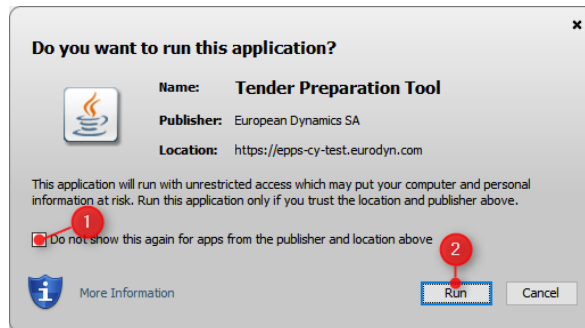 Do you want to run this application?
Name: Tender Preparation Tool
Publisher: European Dynamics SA
Location: https://epps-cy-test.eurodyn.com
This application will run with unrestricted access which may put your computer and personal
information at risk. Run this application only if you trust the location and publisher above.
1
Do not show this again for apps from the publisher and location above
2
More Information
Run
Cancel